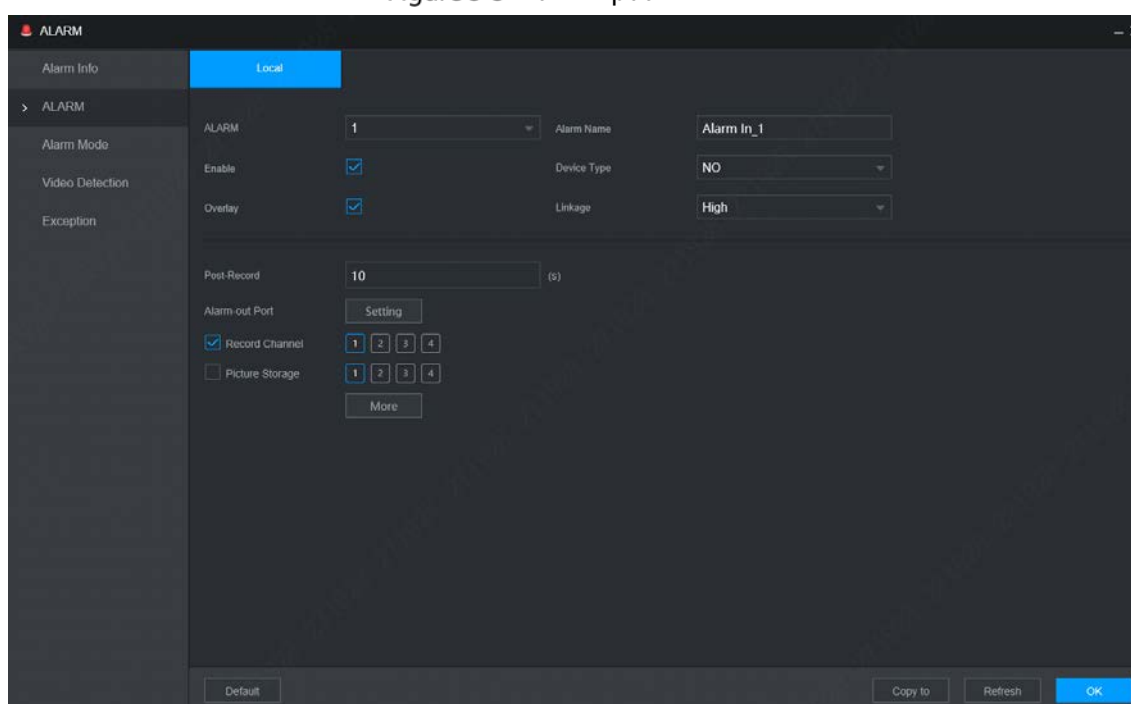 ALARM
Alarm Info
Local
> ALARM
ALARM 1 Alarm Name Alarm In_1
Alarm Mode
Enable Device Type NO
Video Detection
Overlay Linkage High
Exception
Post-Record 10 (s)
Alarm-out Port Setting
Record Channel 1 2 3 4
Picture Storage 1 2 3 4
More
Default Copy to Refresh OK